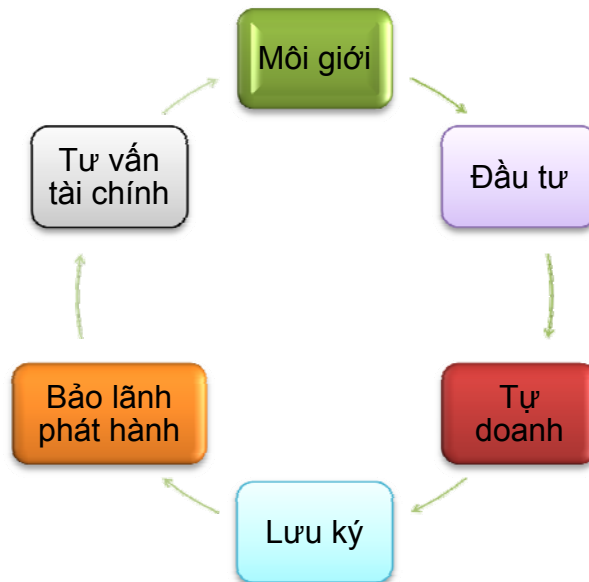 Môi giới
Đầu tư
Tự
doanh
Lưu ký
Bảo lãnh
phát hành
Tư vấn
tài chính